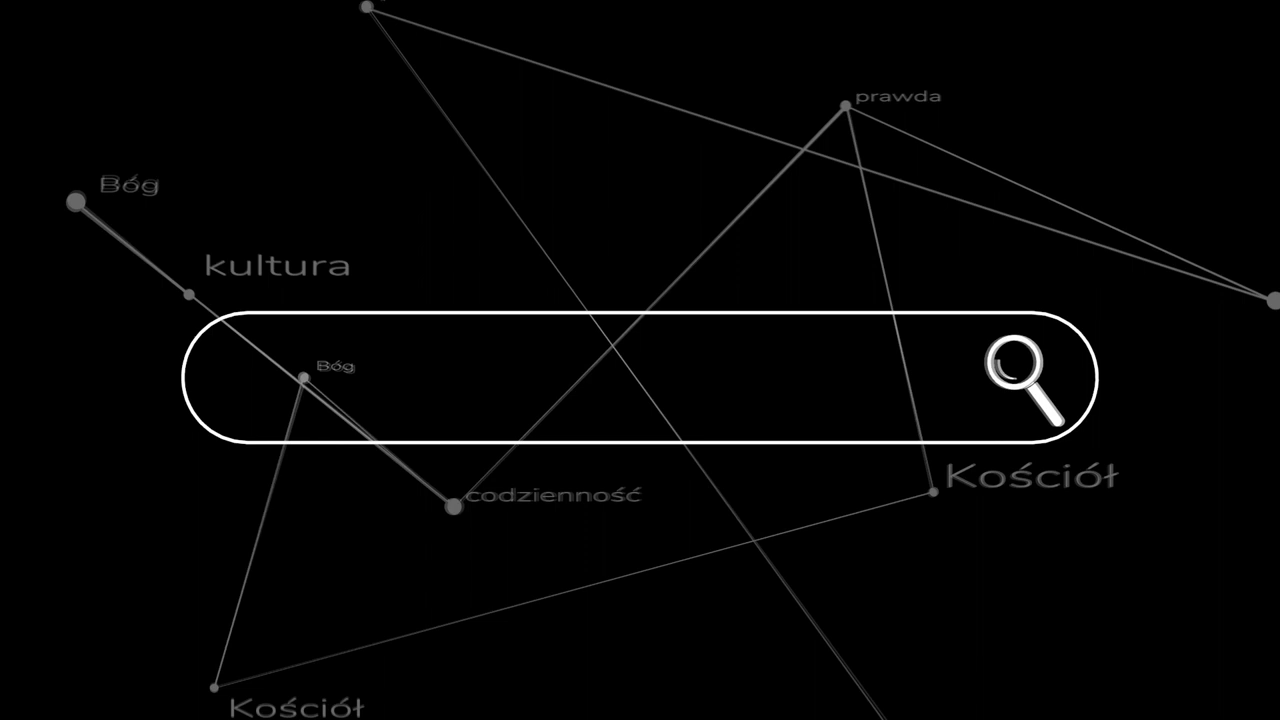 prawda
Bóg
kultura
Bóg
Kościół
codzienność
Kościół